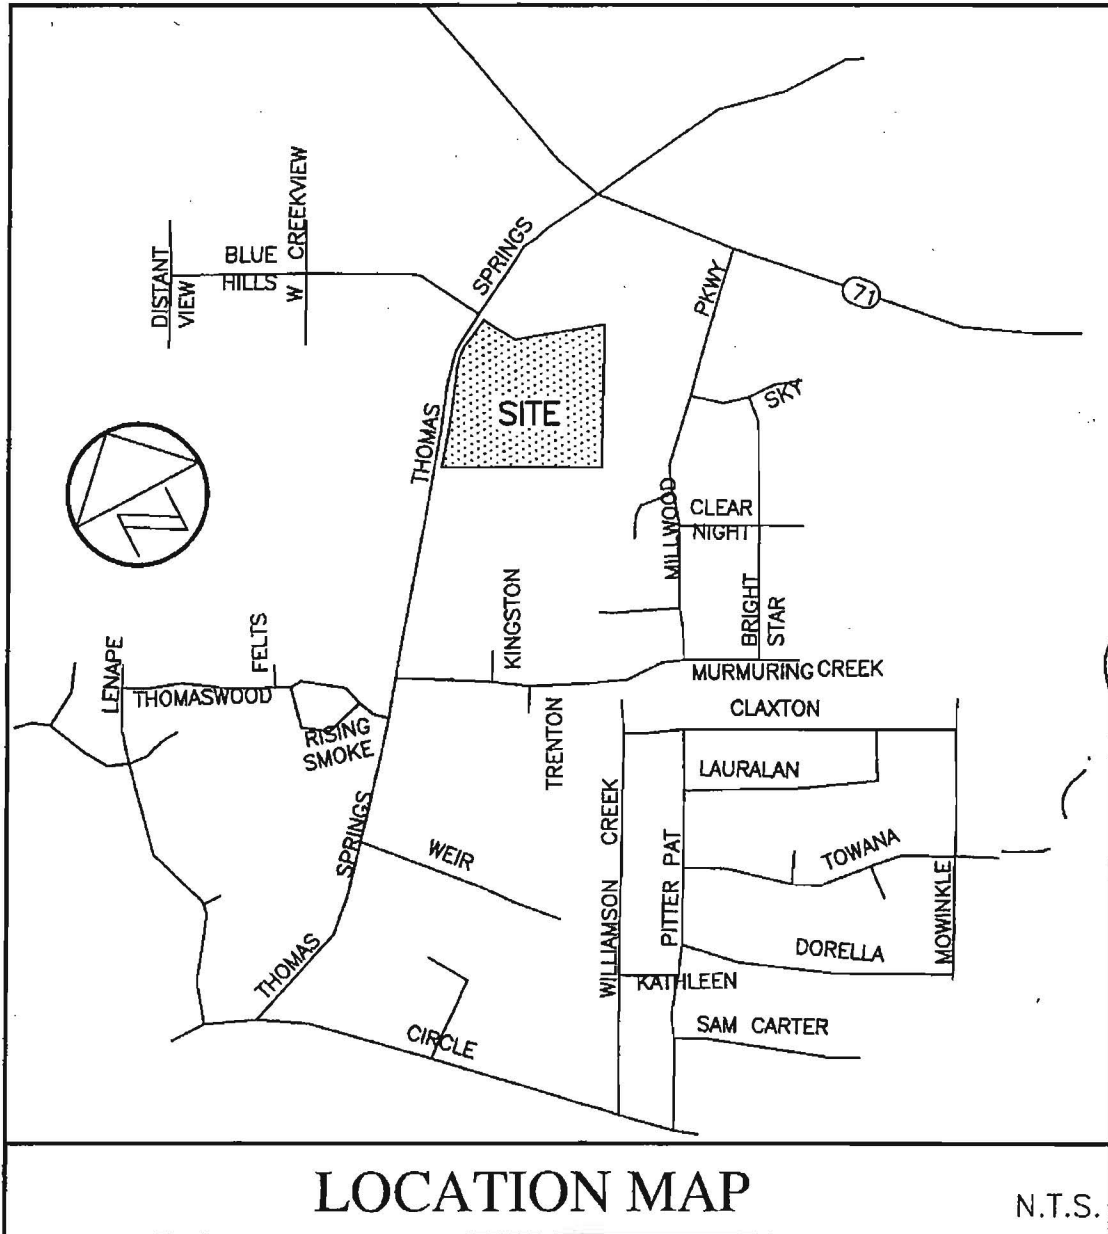 CREEKVIEW
W
BLUE
HILLS
DISTANT
VIEW
SPRINGS
PKWY
71
SKY
SITE
THOMAS
MILLWOOD
CLEAR
NIGHT
BRIGHT
STAR
KINGSTON
FELTS
LENAPE
THOMASWOOD
MURMURING CREEK
RISING
SMOKE
TRENTON
CLAXTON
LAURALAN
SPRINGS
WEIR
WILLIAMSON CREEK
PITTER PAT
TOWANA
MOWINKLE
DORELLA
THOMAS
KATHLEEN
SAM CARTER
CIRCLE
N
LOCATION MAP
N.T.S.